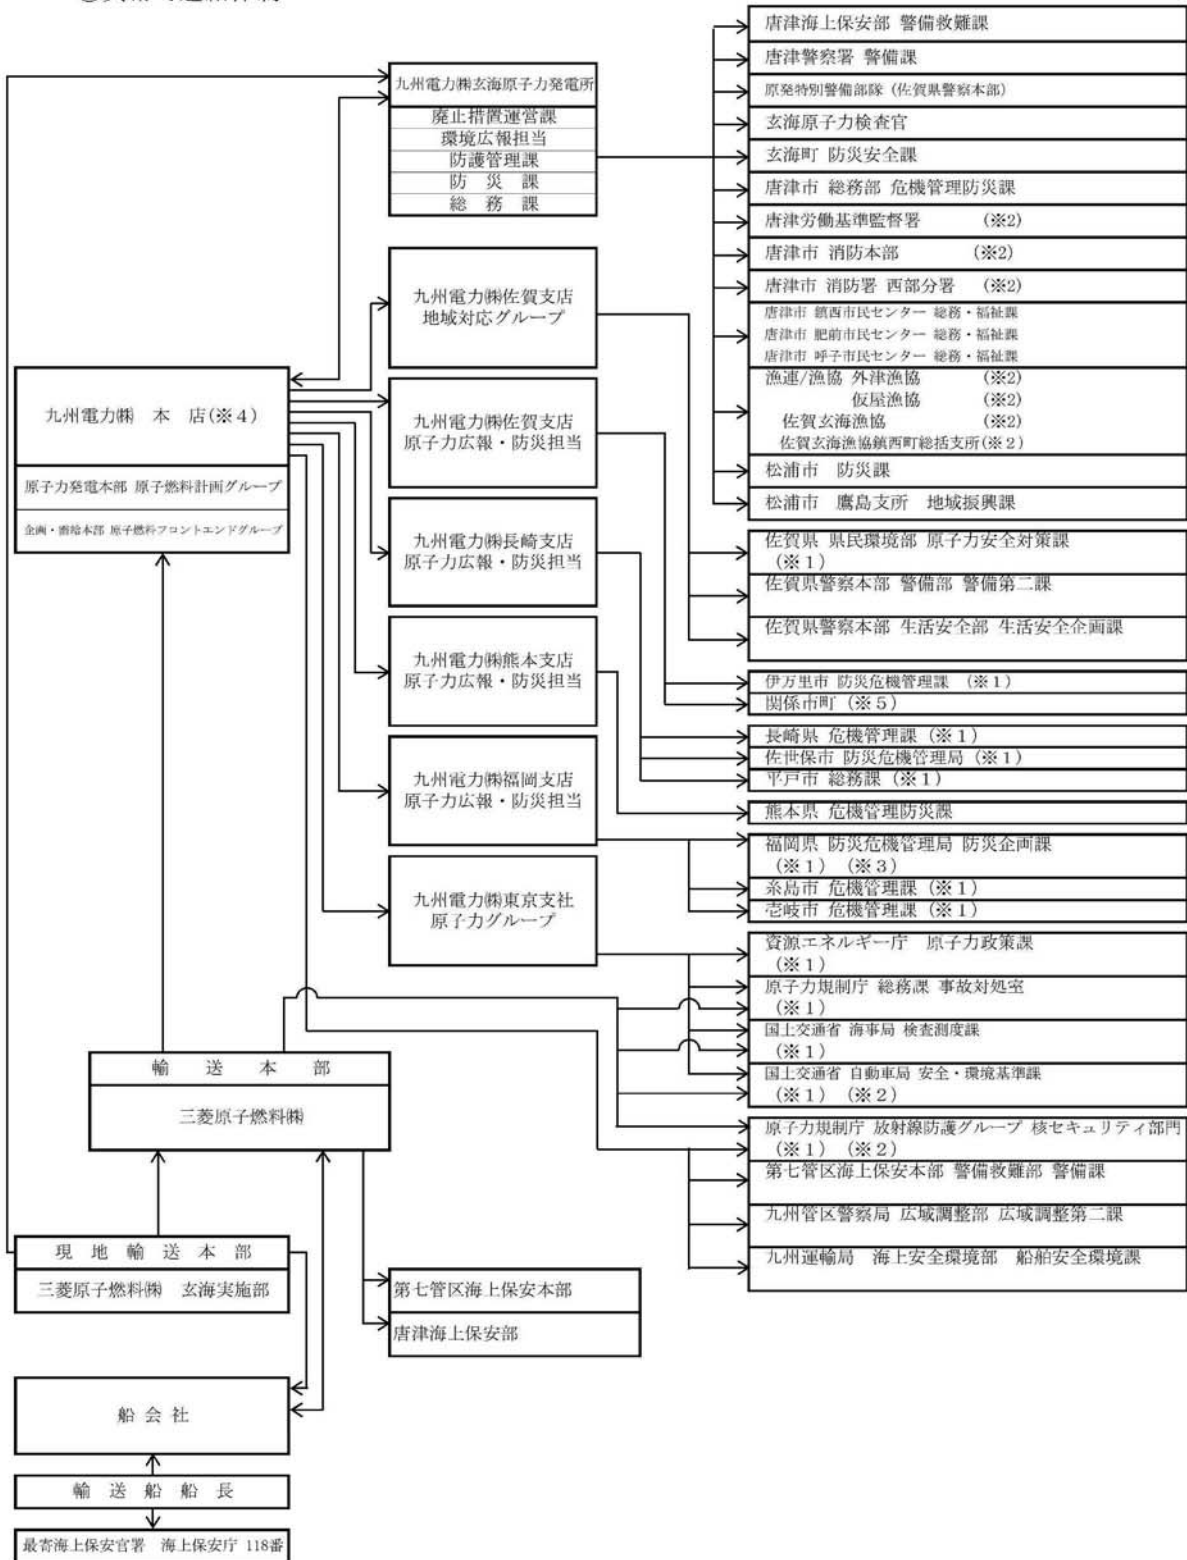 九州電力㈱玄海原子力発電所
廃止措置運営課
環境広報担当
防護管理課
防 災 課
総 務 課
九州電力㈱佐賀支店
地域対応グループ
九州電力㈱佐賀支店
原子力広報・防災担当
九州電力㈱長崎支店
原子力広報・防災担当
九州電力㈱熊本支店
原子力広報・防災担当
九州電力㈱福岡支店
原子力広報・防災担当
九州電力㈱東京支社
原子力グループ
九州電力㈱ 本 店(※4)
原子力発電本部 原子燃料計画グループ
企画・需給本部 原子燃料フロントエンドグループ
輸 送 本 部
三菱原子燃料㈱
現 地 輸 送 本 部
三菱原子燃料㈱ 玄海実施部
船 会 社
輸 送 船 船 長
最寄海上保安官署 海上保安庁 118番
第七管区海上保安本部
唐津海上保安部
唐津海上保安部 警備救難課
唐津警察署 警備課
原発特別警備部隊 (佐賀県警察本部)
玄海原子力検査官
玄海町 防災安全課
唐津市 総務部 危機管理防災課
唐津労働基準監督署 (※2)
唐津市 消防本部 (※2)
唐津市 消防署 西部分署 (※2)
唐津市 鎮西市民センター 総務・福祉課
唐津市 肥前市民センター 総務・福祉課
唐津市 呼子市民センター 総務・福祉課
漁連/漁協 外津漁協 (※2)
仮屋漁協 (※2)
佐賀玄海漁協 (※2)
佐賀玄海漁協鎮西町総括支所(※2)
松浦市 防災課
松浦市 鷹島支所 地域振興課
佐賀県 県民環境部 原子力安全対策課
(※1)
佐賀県警察本部 警備部 警備第二課
佐賀県警察本部 生活安全部 生活安全企画課
伊万里市 防災危機管理課 (※1)
関係市町 (※5)
長崎県 危機管理課 (※1)
佐世保市 防災危機管理局 (※1)
平戸市 総務課 (※1)
熊本県 危機管理防災課
福岡県 防災危機管理局 防災企画課
(※1) (※3)
糸島市 危機管理課 (※1)
壱岐市 危機管理課 (※1)
資源エネルギー庁 原子力政策課
(※1)
原子力規制庁 総務課 事故対処室
(※1)
国土交通省 海事局 検査測度課
(※1)
国土交通省 自動車局 安全・環境基準課
(※1) (※2)
原子力規制庁 放射線防護グループ 核セキュリティ部門
(※1) (※2)
第七管区海上保安本部 警備救難部 警備課
九州管区警察局 広域調整部 広域調整第二課
九州運輸局 海上安全環境部 船舶安全環境課